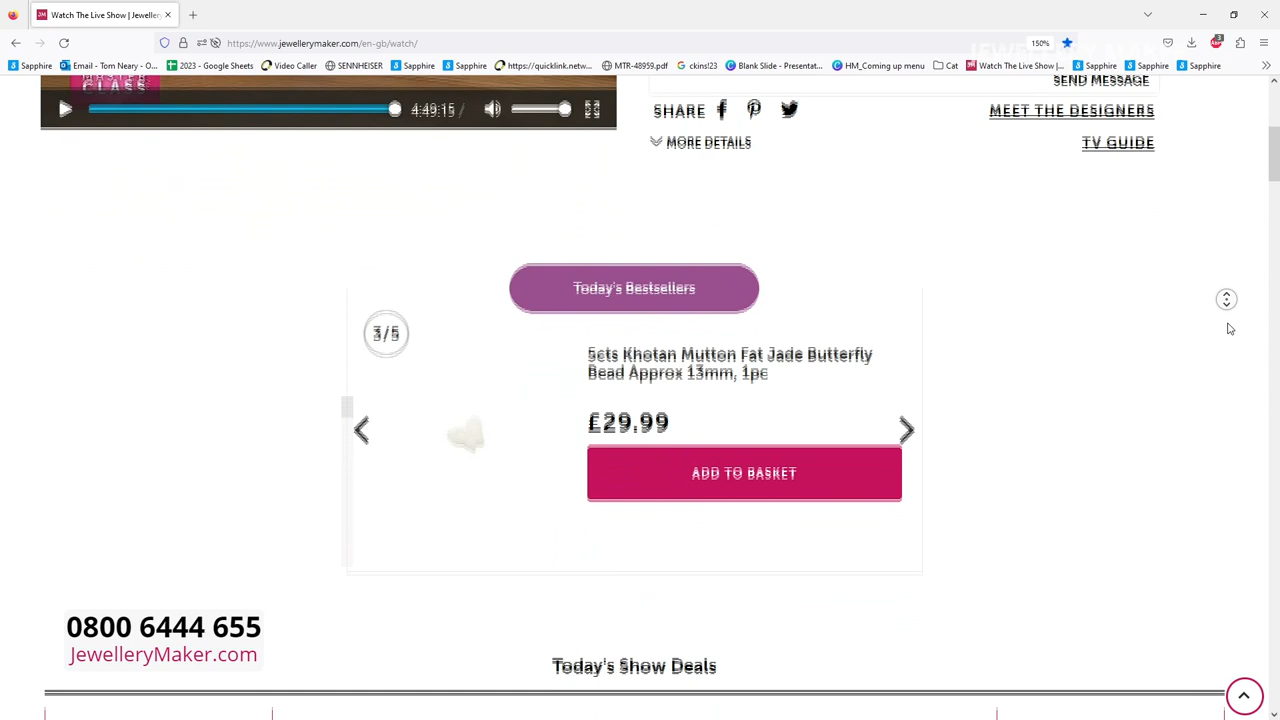 Watch The Live Show | Jeweller
https://www.jewellerymaker.com/en-gb/watch/
150%
3
Sapphire
Email - Tom Neary - O...
2023 - Google Sheets
Video Caller
SENNHEISER
Sapphire
Sapphire
https://quicklink.netw...
MTR-48959.pdf
ckins!23
Blank Slide - Presentat...
HM_Coming up menu
Cat
Watch The Live Show |...
Sapphire
Sapphire
Sapphire
MASTER
CLASS
SEND MESSAGE
4:49:15 /
SHARE
MEET THE DESIGNERS
MORE DETAILS
TV GUIDE
Today's Bestsellers
3/5
5cts Khotan Mutton Fat Jade Butterfly
Bead Approx 13mm, 1pc
£29.99
ADD TO BASKET
0800 6444 655
JewelleryMaker.com
Today's Show Deals